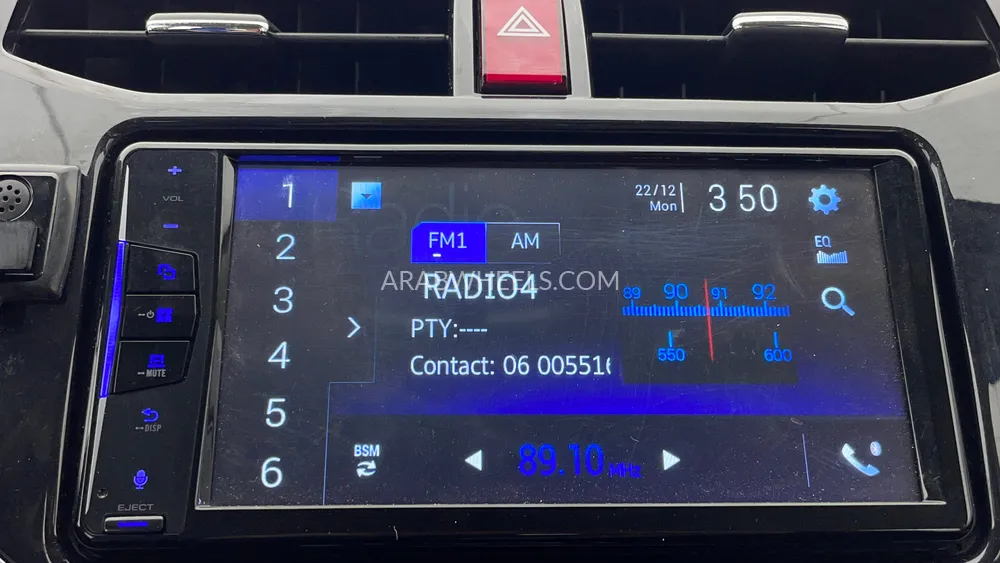 VOL
MUTE
DISP
EJECT
1
2
3
4
5
6
22/12
Mon
3 50
FM1
AM
EQ
ARABWHEELS.COM
RADIO4
PTY:----
Contact: 06 005516
89 90 91 92
550 600
BSM
89.10 MHz